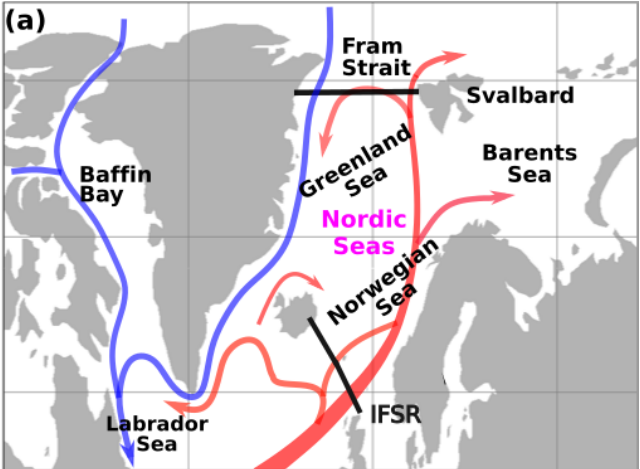 (a)
Fram
Strait
Svalbard
Barents
Sea
Baffin
Bay
Greenland
Sea
Nordic
Seas
Norwegian
Sea
IFSR
Labrador
Sea